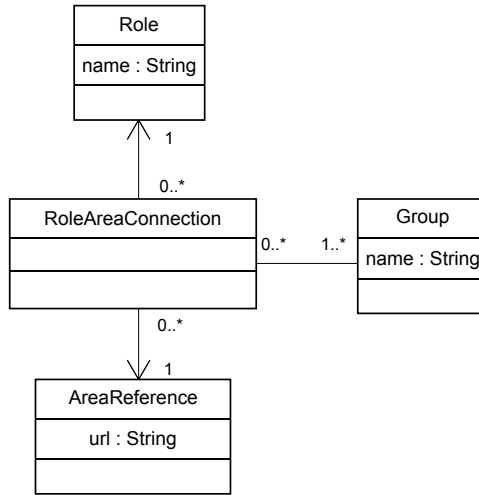 Role
name : String
1
0..*
RoleAreaConnection
0..*
1..*
Group
name : String
0..*
1
AreaReference
url : String